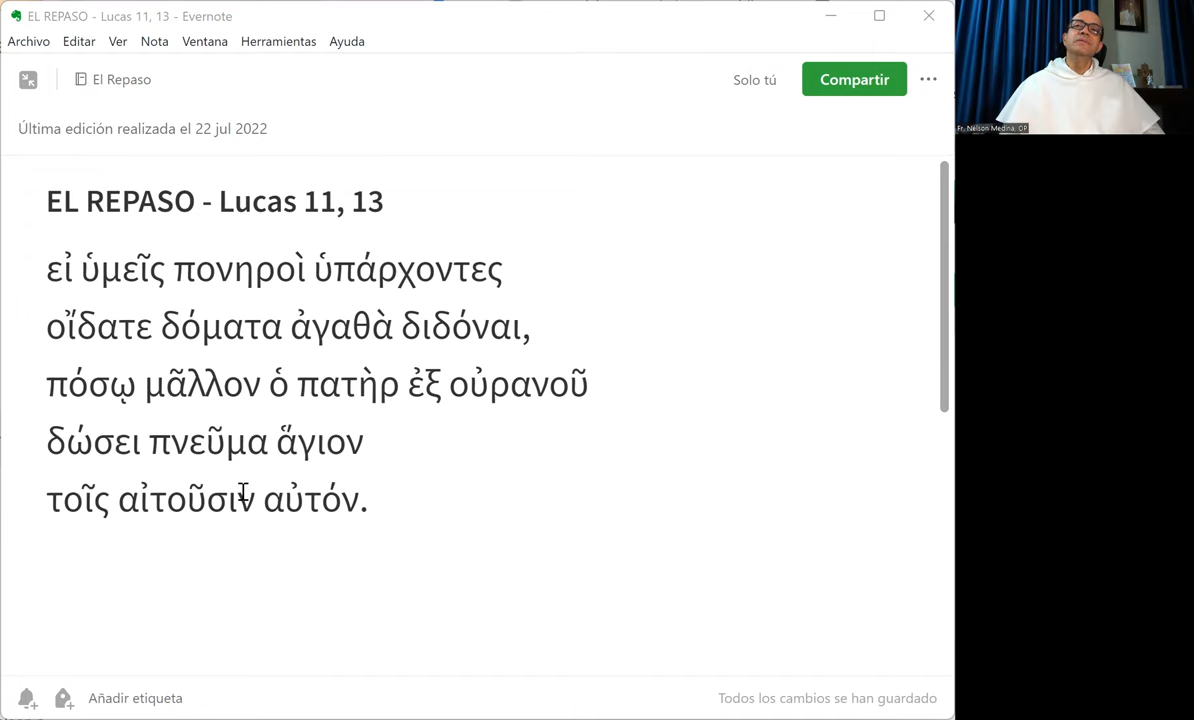 EL REPASO - Lucas 11, 13 - Evernote
Archivo Editar Ver Nota Ventana Herramientas Ayuda
El Repaso
Solo tú
Compartir
Última edición realizada el 22 jul 2022
EL REPASO - Lucas 11, 13
εἰ ὑμεῖς πονηροὶ ὑπάρχοντες
οἴδατε δόματα ἀγαθὰ διδόναι,
πόσῳ μᾶλλον ὁ πατὴρ ἐξ οὐρανοῦ
δώσει πνεῦμα ἅγιον
τοῖς αἰτοῦσιν αὐτόν.
Añadir etiqueta
Todos los cambios se han guardado
Fr. Nelson Medina, OP